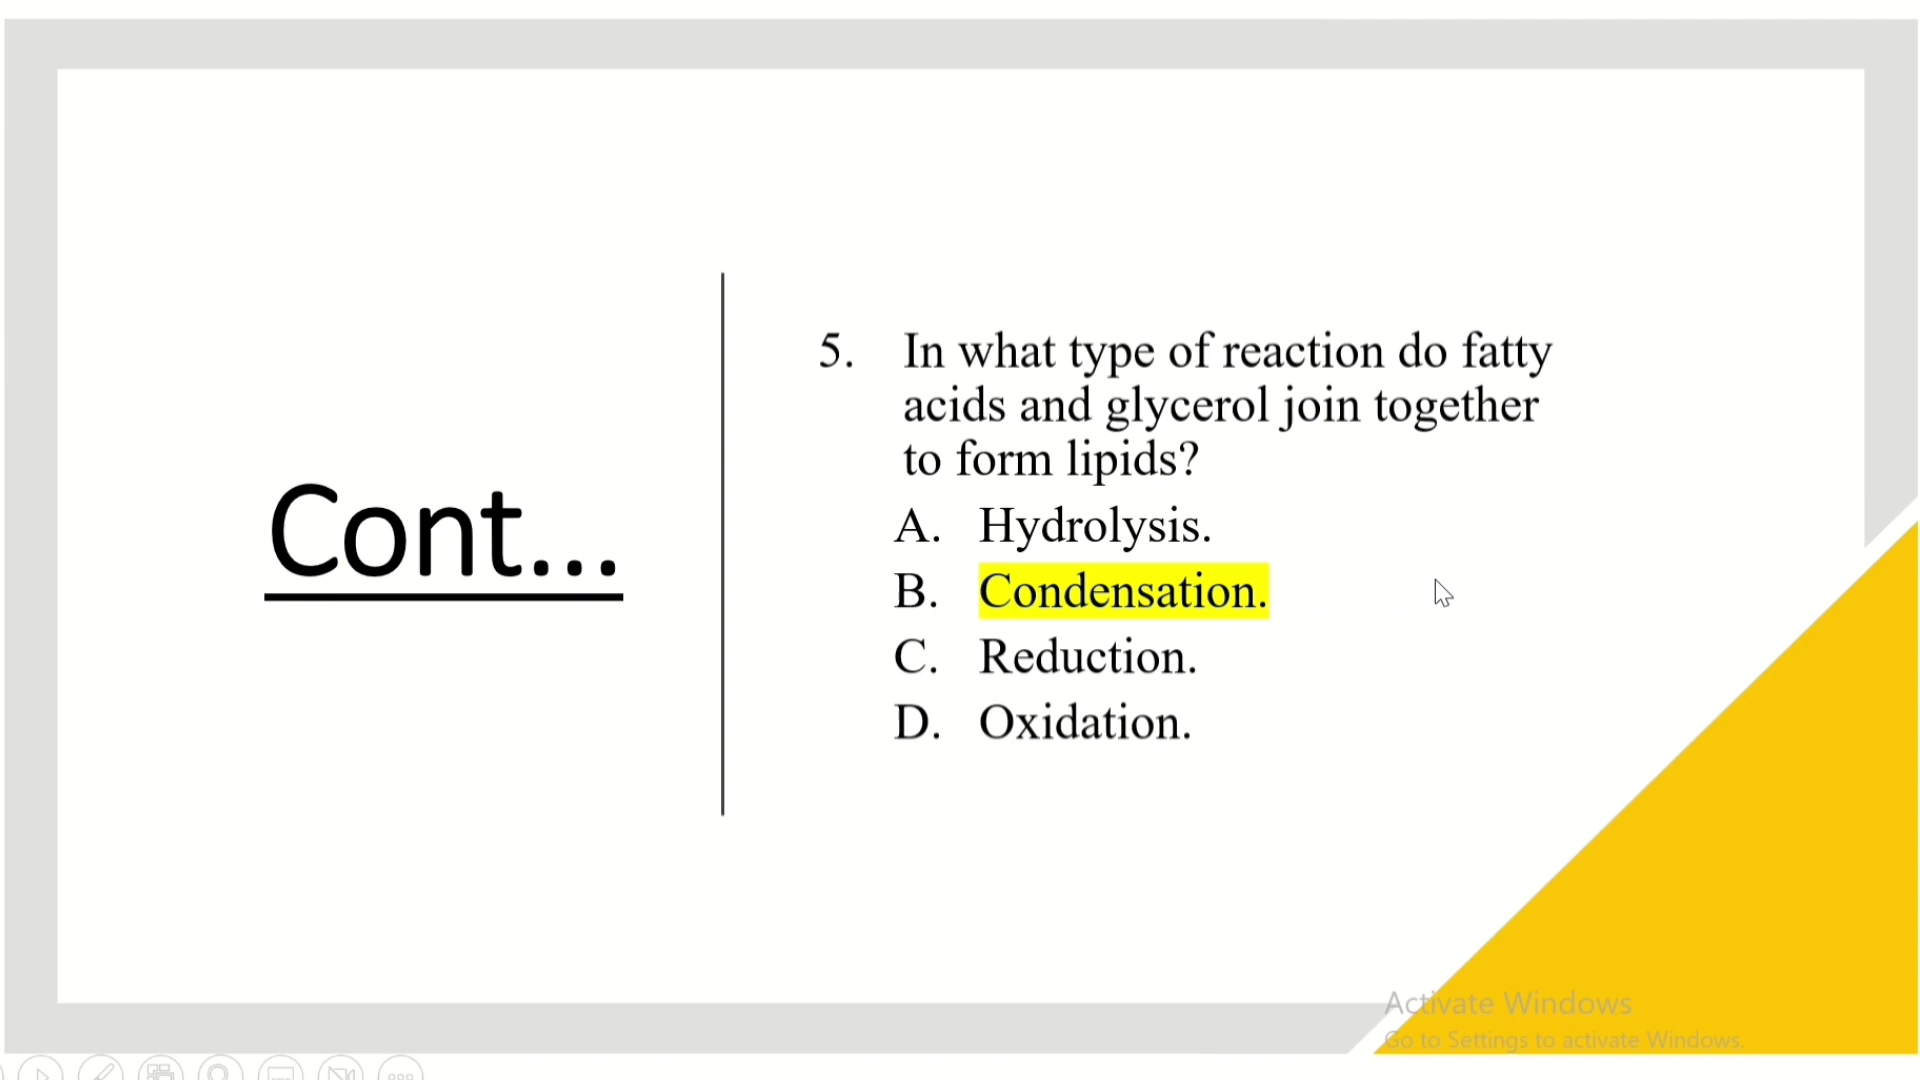 Cont...
5. In what type of reaction do fatty
acids and glycerol join together
to form lipids?
A. Hydrolysis.
B. Condensation.
C. Reduction.
D. Oxidation.
Activate Windows
Go to Settings to activate Windows.